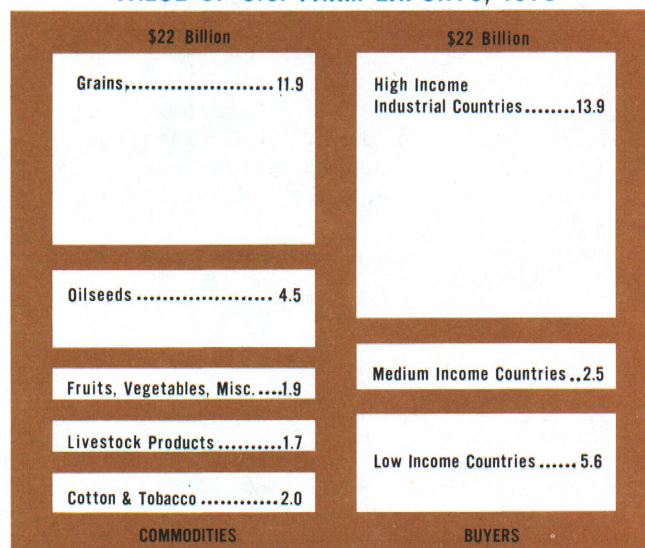 $22 Billion
Grains...........................11.9
Oilseeds ..................... 4.5
Fruits, Vegetables, Misc. ....1.9
Livestock Products ..........1.7
Cotton & Tobacco ............2.0
COMMODITIES
$22 Billion
High Income
Industrial Countries........13.9
Medium Income Countries ..2.5
Low Income Countries ...... 5.6
BUYERS